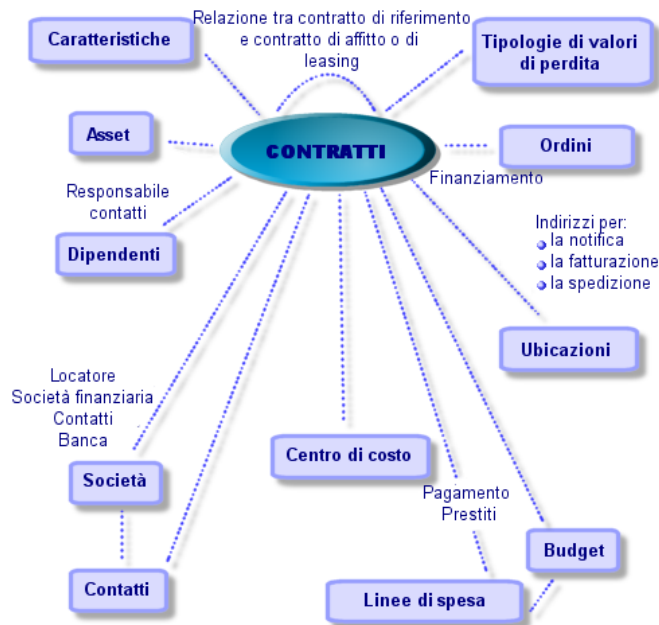 Relazione tra contratto di riferimento
e contratto di affitto o di
leasing
Caratteristiche
Tipologie di valori
di perdita
Asset
CONTRATTI
Ordini
Finanziamento
Responsabile
contatti
Dipendenti
Indirizzi per:
la notifica
la fatturazione
la spedizione
Ubicazioni
Locatore
Società finanziaria
Contatti
Banca
Società
Centro di costo
Pagamento
Prestiti
Budget
Contatti
Linee di spesa